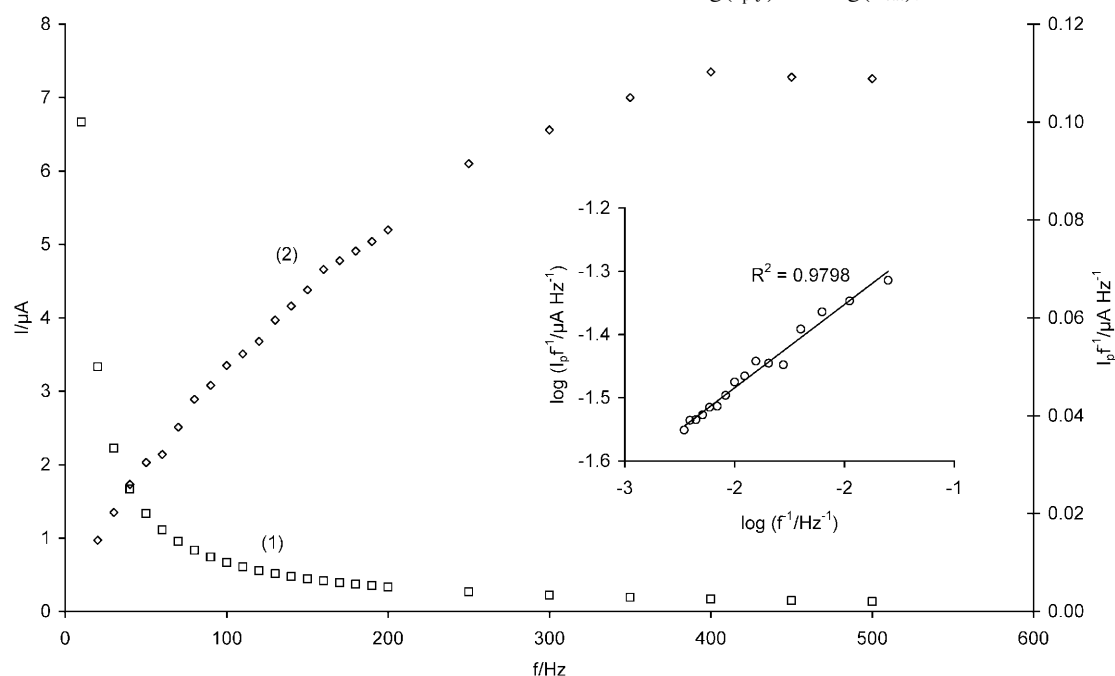 8
7
6
5
4
3
2
1
0
I/μA
0.12
0.10
0.08
0.06
0.04
0.02
0.00
Iₚf⁻¹/μA Hz⁻¹
(2)
(1)
-1.2
-1.3
-1.4
-1.5
-1.6
log (Iₚf⁻¹/μA Hz⁻¹)
R² = 0.9798
-3 -2 -2 -1
log (f⁻¹/Hz⁻¹)
0 100 200 300 400 500 600
f/Hz